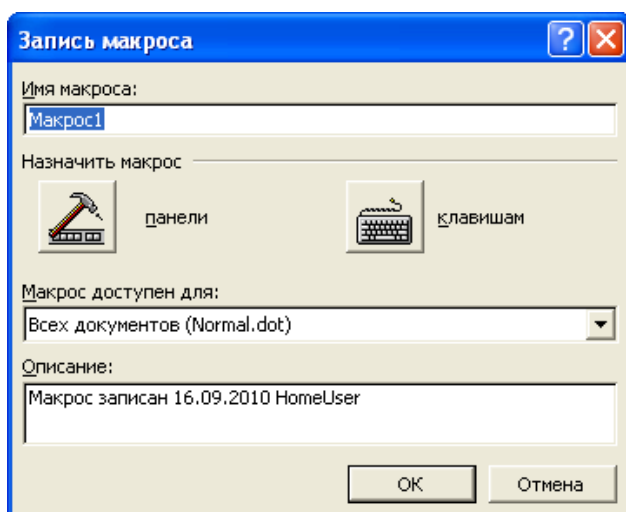 Запись макроса
Имя макроса:
Макрос1
Назначить макрос
панели
клавишам
Макрос доступен для:
Всех документов (Normal.dot)
Описание:
Макрос записан 16.09.2010 HomeUser
ОК
Отмена